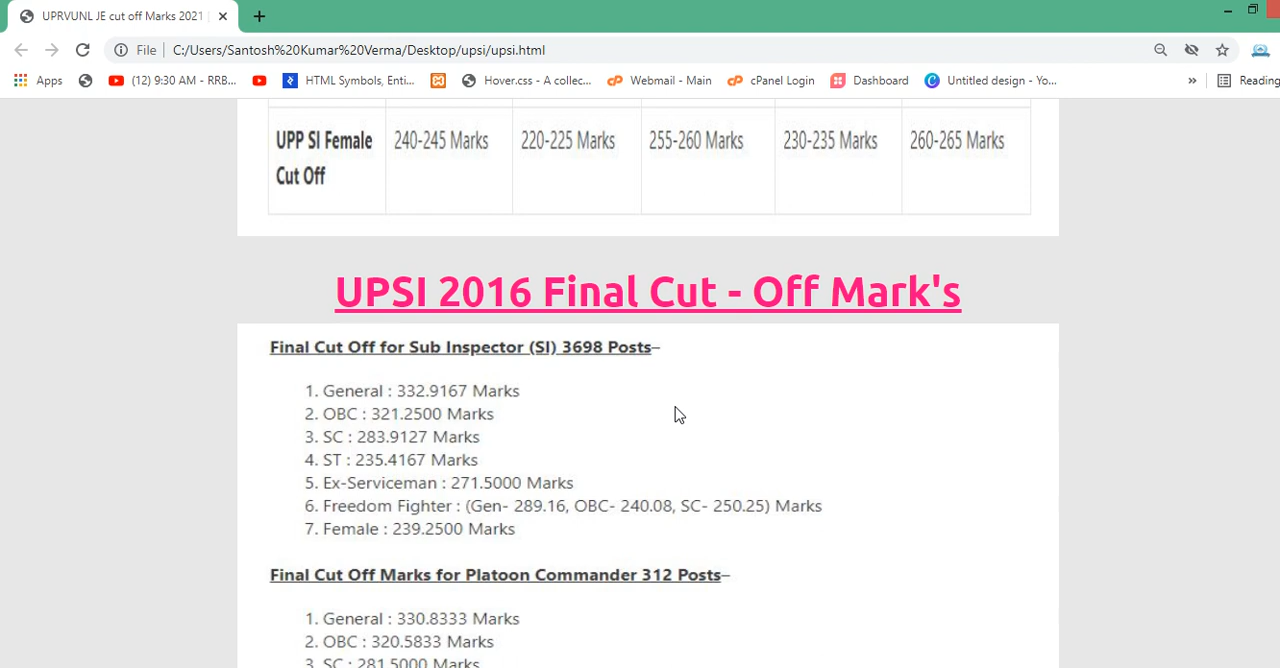 UPRVUNL JE cut off Marks 2021
File
C:/Users/Santosh%20Kumar%20Verma/Desktop/upsi/upsi.html
Apps
(12) 9:30 AM - RRB...
HTML Symbols, Enti...
Hover.css - A collec...
Webmail - Main
cPanel Login
Dashboard
Untitled design - Yo...
»
Reading
UPP SI Female 240-245 Marks 220-225 Marks 255-260 Marks 230-235 Marks 260-265 Marks
Cut Off
UPSI 2016 Final Cut - Off Mark's
Final Cut Off for Sub Inspector (SI) 3698 Posts–
1. General : 332.9167 Marks
2. OBC : 321.2500 Marks
3. SC : 283.9127 Marks
4. ST : 235.4167 Marks
5. Ex-Serviceman : 271.5000 Marks
6. Freedom Fighter : (Gen- 289.16, OBC- 240.08, SC- 250.25) Marks
7. Female : 239.2500 Marks
Final Cut Off Marks for Platoon Commander 312 Posts–
1. General : 330.8333 Marks
2. OBC : 320.5833 Marks
3. SC : 281.5000 Marks